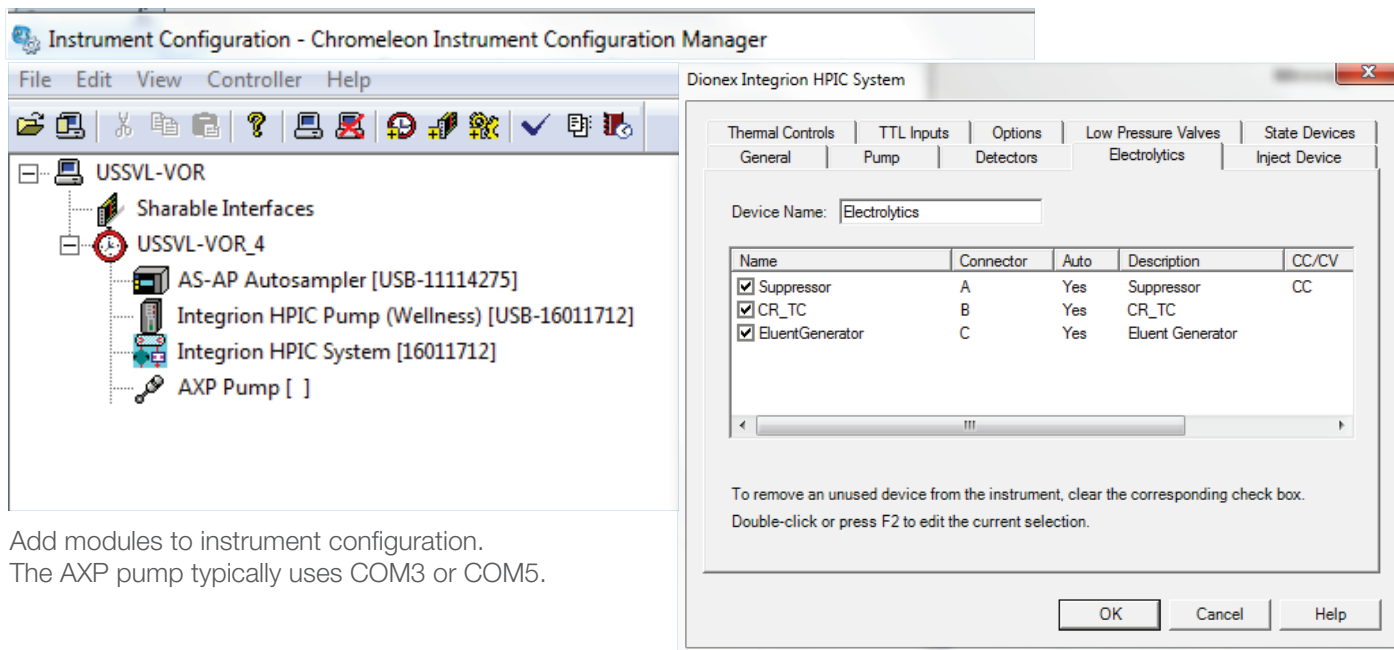 Instrument Configuration - Chromeleon Instrument Configuration Manager
File Edit View Controller Help
USSVL-VOR
Sharable Interfaces
USSVL-VOR_4
AS-AP Autosampler [USB-11114275]
Integrion HPIC Pump (Wellness) [USB-16011712]
Integrion HPIC System [16011712]
AXP Pump [ ]
Add modules to instrument configuration.
The AXP pump typically uses COM3 or COM5.
Dionex Integrion HPIC System
Thermal Controls TTL Inputs Options Low Pressure Valves State Devices
General Pump Detectors Electrolytics Inject Device
Device Name: Electrolytics
Name Connector Auto Description CC/CV
Suppressor A Yes Suppressor CC
CR_TC B Yes CR_TC
EluentGenerator C Yes Eluent Generator
To remove an unused device from the instrument, clear the corresponding check box.
Double-click or press F2 to edit the current selection.
OK Cancel Help